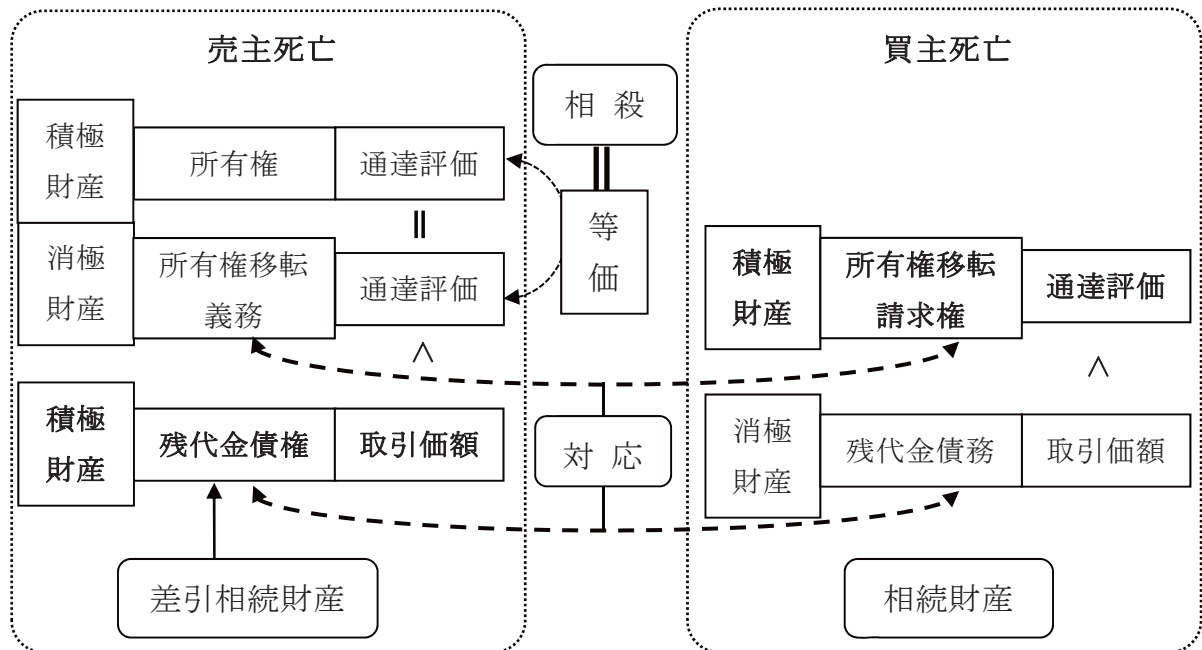 売主死亡
積極
財産
所有権
通達評価
||
消極
財産
所有権移転
義務
通達評価
∧
積極
財産
残代金債権
取引価額
差引相続財産
相 殺
||
等
価
対 応
買主死亡
積極
財産
所有権移転
請求権
通達評価
∧
消極
財産
残代金債務
取引価額
相続財産